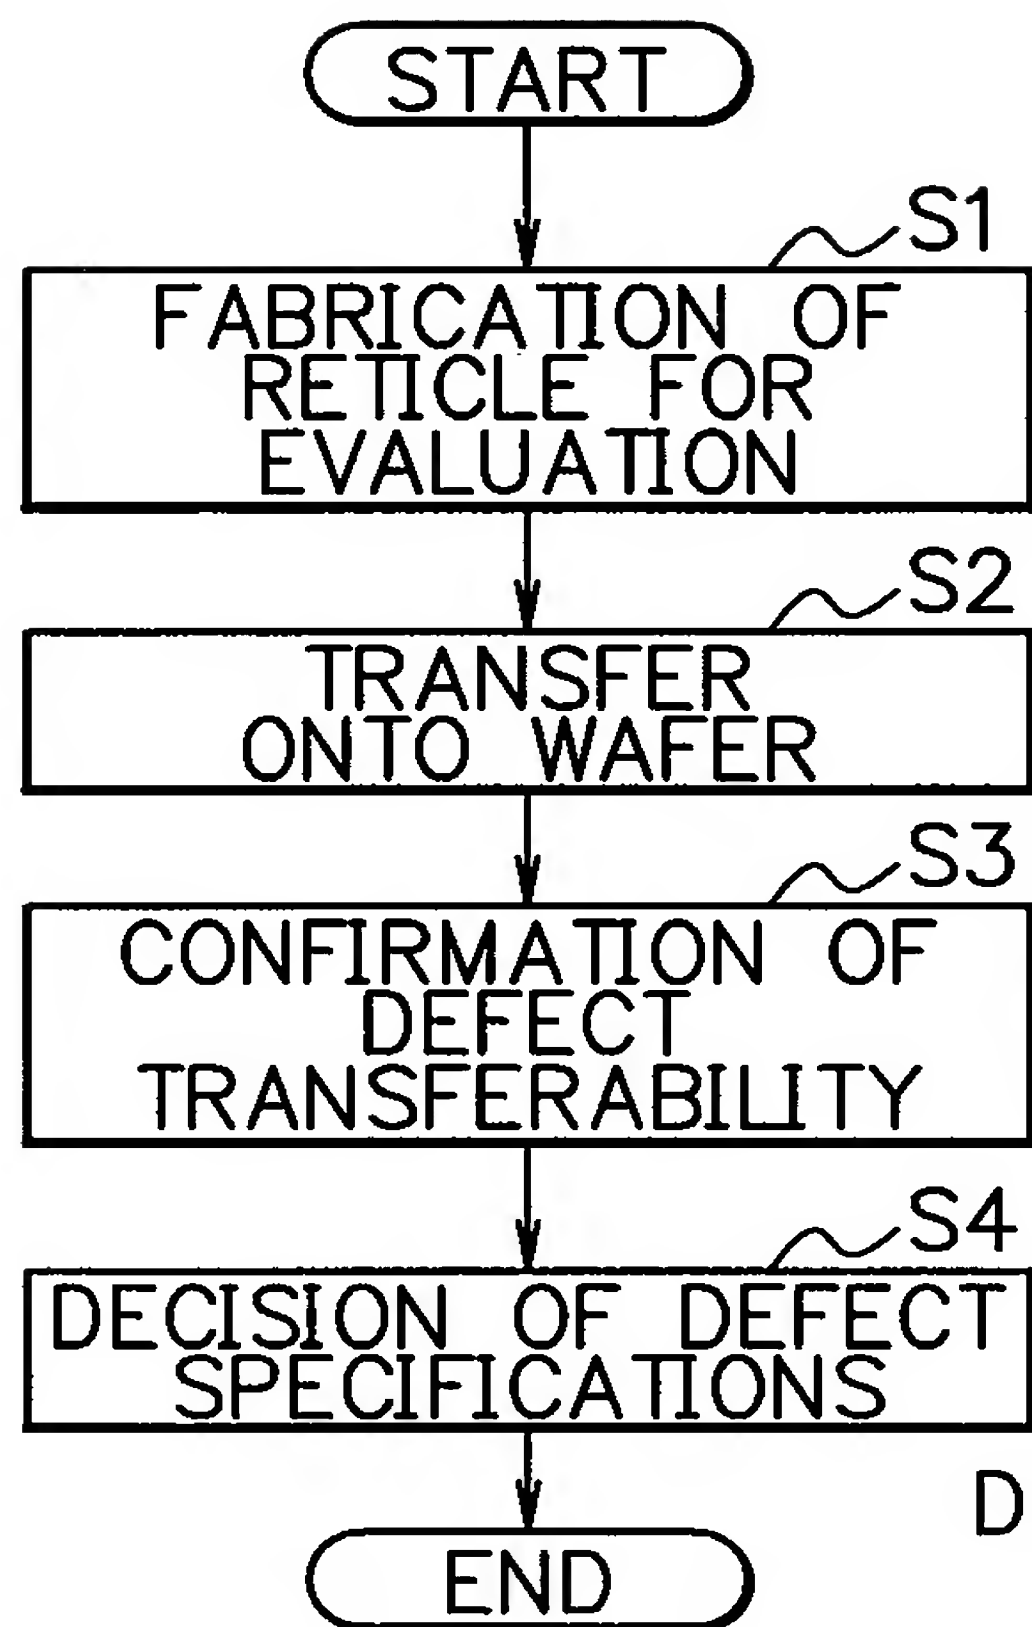 START
S1
FABRICATION OF
RETICLE FOR
EVALUATION
S2
TRANSFER
ONTO WAFER
S3
CONFIRMATION OF
DEFECT
TRANSFERABILITY
S4
DECISION OF DEFECT
SPECIFICATIONS
D
END